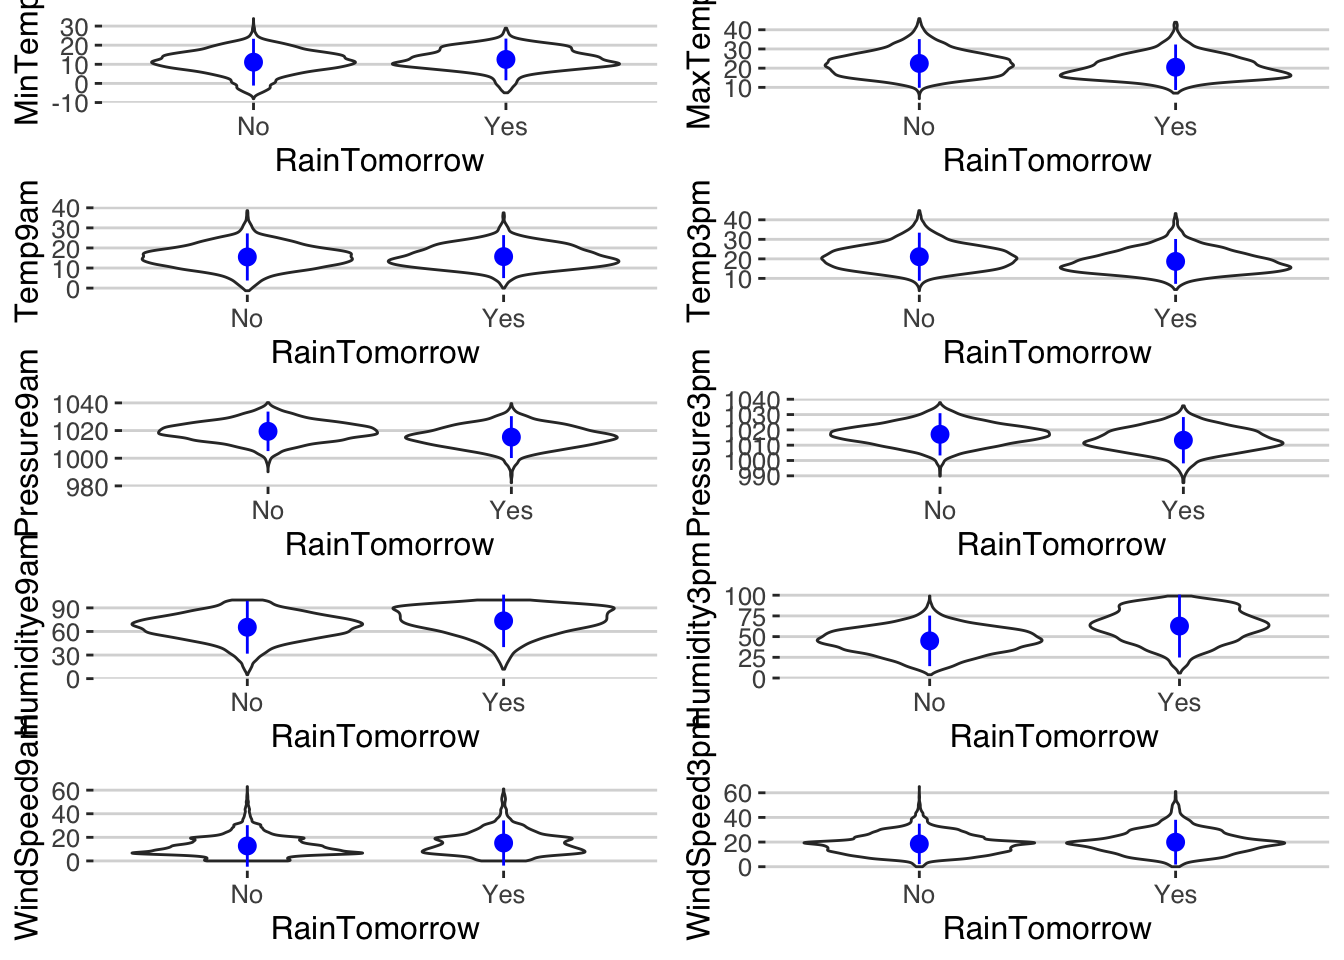 MinTemp
30
20
10
0
-10
No
Yes
RainTomorrow
MaxTemp
40
30
20
10
No
Yes
RainTomorrow
Temp9am
40
30
20
10
0
No
Yes
RainTomorrow
Temp3pm
40
30
20
10
No
Yes
RainTomorrow
Pressure9am
1040
1020
1000
980
No
Yes
RainTomorrow
Pressure3pm
1040
1030
1020
1010
1000
990
No
Yes
RainTomorrow
Humiditye9am
90
60
30
0
No
Yes
RainTomorrow
Humidity3pm
100
75
50
25
0
No
Yes
RainTomorrow
WindSpeed9am
60
40
20
0
No
Yes
RainTomorrow
WindSpeed3pm
60
40
20
0
No
Yes
RainTomorrow